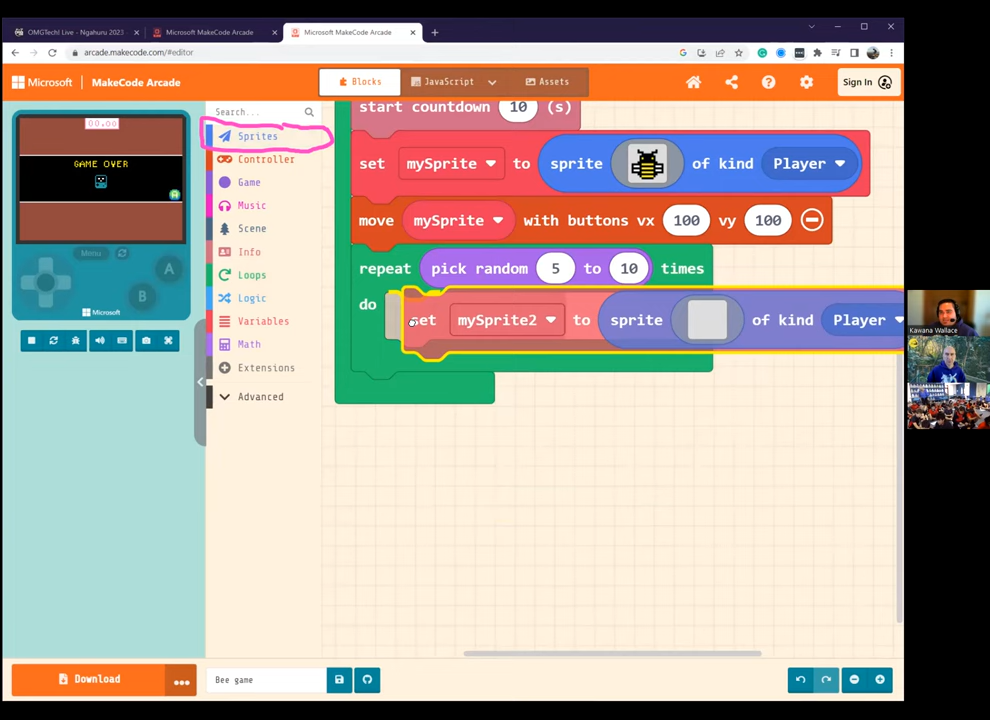 OMGTech! Live - Ngahuru 2023
Microsoft MakeCode Arcade
Microsoft MakeCode Arcade
arcade.makecode.com/#editor
Microsoft
MakeCode Arcade
Blocks
JavaScript
Assets
Sign In
00.00
GAME OVER
A
Menu
A
B
Microsoft
Search...
Sprites
Controller
Game
Music
Scene
Info
Loops
Logic
Variables
Math
Extensions
Advanced
start countdown 10 (s)
set mySprite to sprite of kind Player
move mySprite with buttons vx 100 vy 100
repeat pick random 5 to 10 times
do
set mySprite2 to sprite of kind Player
Kawana Wallace
Download
Bee game